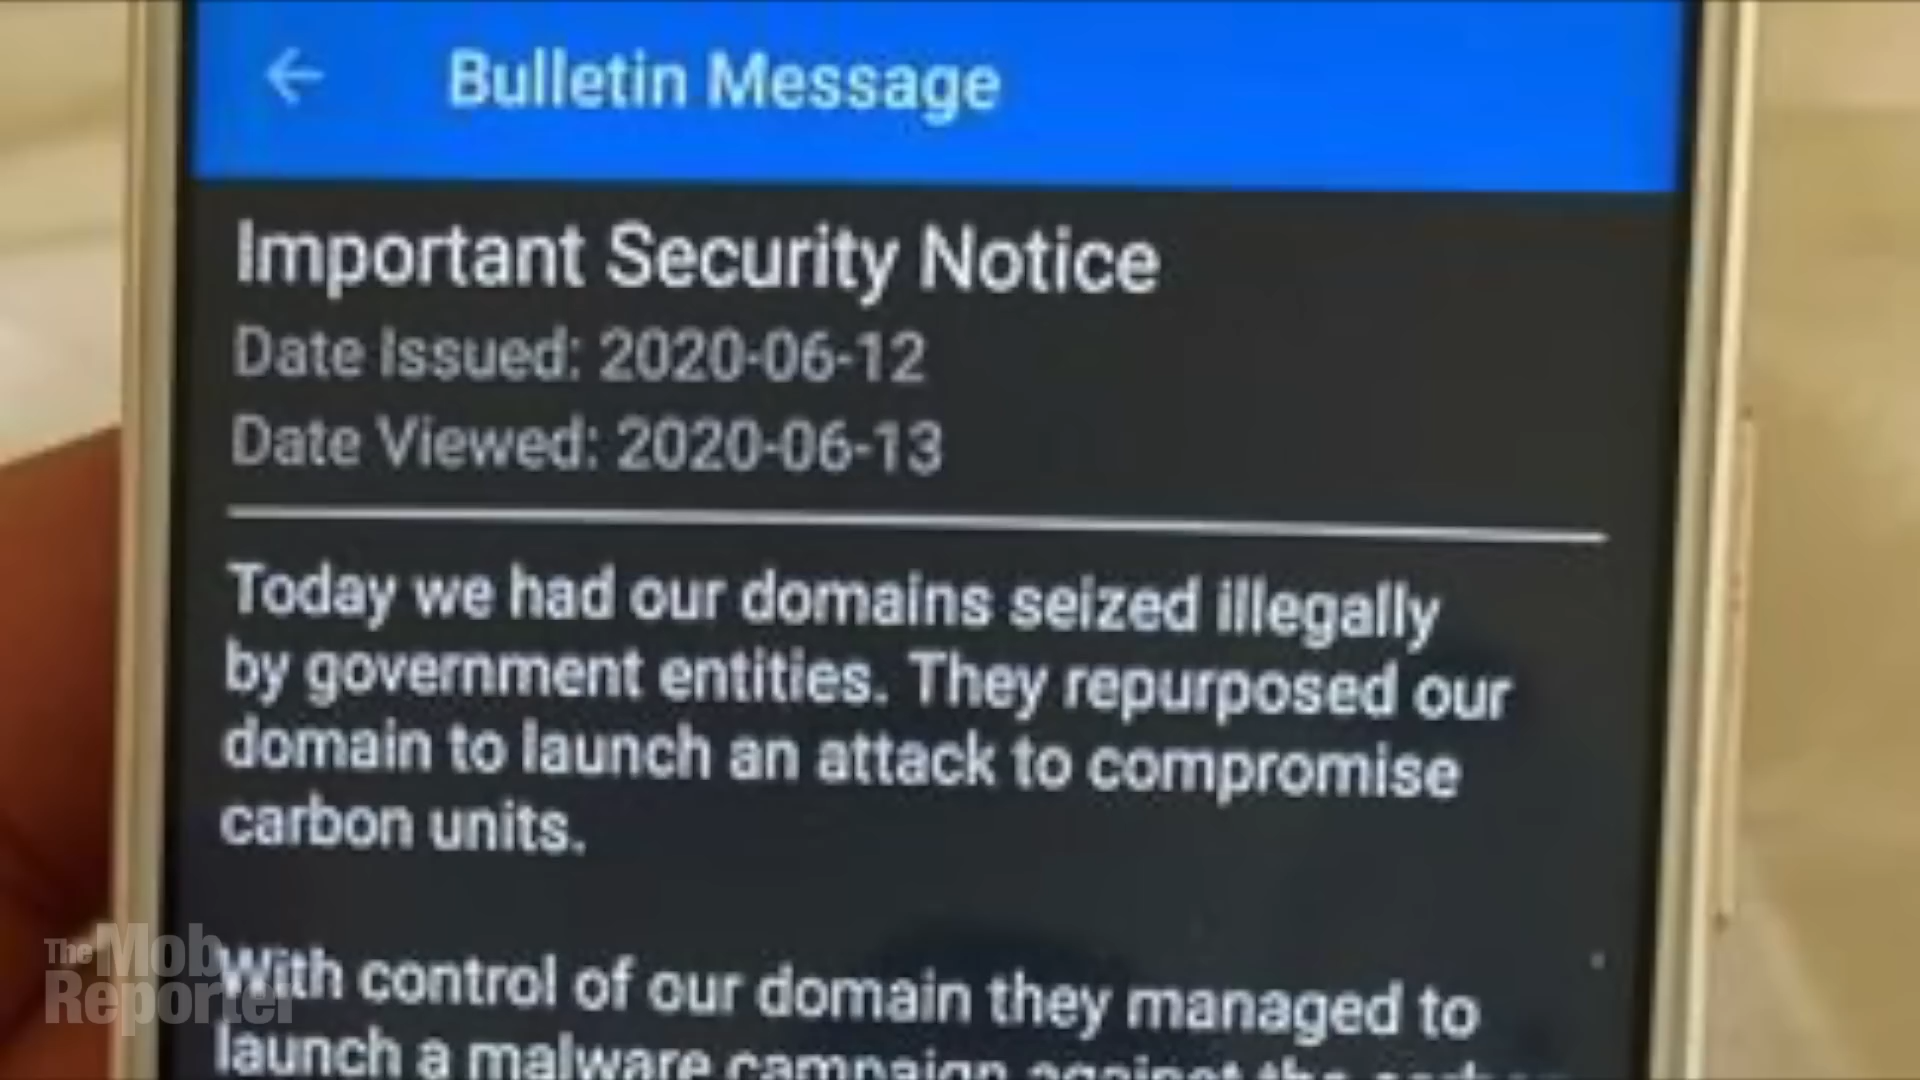 Bulletin Message
Important Security Notice
Date Issued: 2020-06-12
Date Viewed: 2020-06-13
Today we had our domains seized illegally
by government entities. They repurposed our
domain to launch an attack to compromise
carbon units.
With control of our domain they managed to
launch a malware campaign against the
The Mob
Reporter